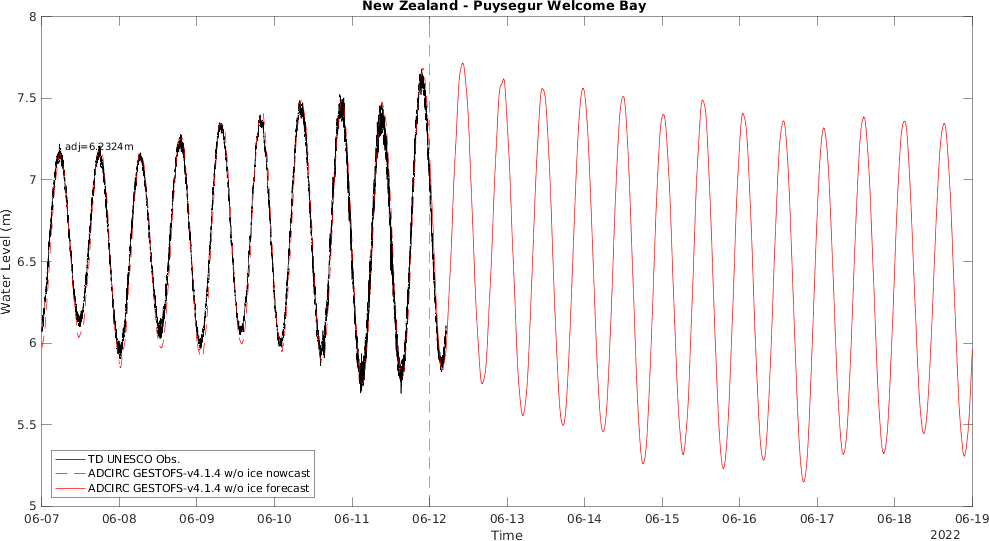 New Zealand - Puysegur Welcome Bay
8
7.5
7
6.5
6
5.5
5
Water Level (m)
adj=6.2324m
TD UNESCO Obs.
ADCIRC GESTOFS-v4.1.4 w/o ice nowcast
ADCIRC GESTOFS-v4.1.4 w/o ice forecast
06-07 06-08 06-09 06-10 06-11 06-12 06-13 06-14 06-15 06-16 06-17 06-18 06-19
Time
2022